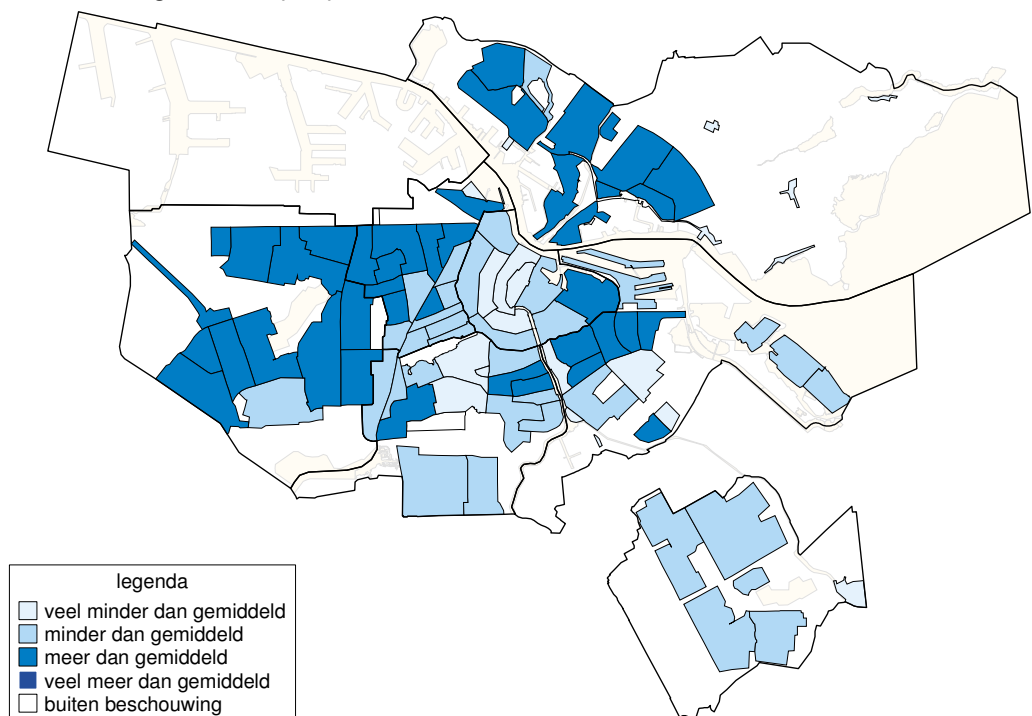 legenda
veel minder dan gemiddeld
minder dan gemiddeld
meer dan gemiddeld
veel meer dan gemiddeld
buiten beschouwing